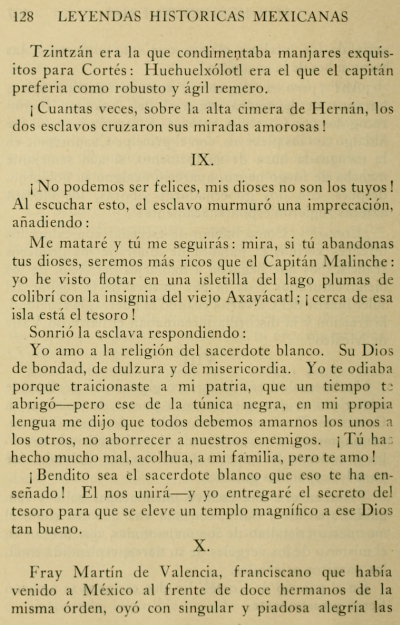 128 LEYENDAS HISTORICAS MEXICANAS
Tzintzán era la que condimentaba manjares exquis-
itos para Cortés: Huehuelxólotl era el que el capitán
preferia como robusto y ágil remero.
¡Cuantas veces, sobre la alta cimera de Hernán, los
dos esclavos cruzaron sus miradas amorosas!
IX.
¡No podemos ser felices, mis dioses no son los tuyos!
Al escuchar esto, el esclavo murmuró una imprecación,
añadiendo:
Me mataré y tú me seguirás: mira, si tú abandonas
tus dioses, seremos más ricos que el Capitán Malinche:
yo he visto flotar en una isletilla del lago plumas de
colibrí con la insignia del viejo Axayácatl; ¡cerca de esa
isla está el tesoro!
Sonrió la esclava respondiendo:
Yo amo a la religión del sacerdote blanco. Su Dios
de bondad, de dulzura y de misericordia. Yo te odiaba
porque traicionaste a mi patria, que un tiempo
abrigó—pero ese de la túnica negra, en mi propia
lengua me dijo que todos debemos amarnos los unos a
los otros, no aborrecer a nuestros enemigos. ¡Tú
hecho mucho mal, acolhua, a mi familia, pero te amo!
¡Bendito sea el sacerdote blanco que eso te ha en-
señado! El nos unirá—y yo entregaré el secreto del
tesoro para que se eleve un templo magnífico a ese Dios
tan bueno.
X.
Fray Martín de Valencia, franciscano que había
venido a México al frente de doce hermanos de la
misma órden, oyó con singular y piadosa alegría las